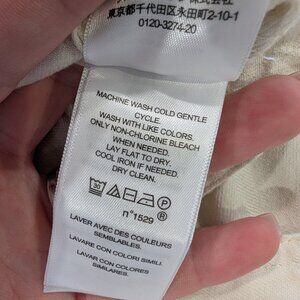 東京都千代田区永田町2-10-1
0120-3274-20
MACHINE WASH COLD GENTLE
CYCLE.
WASH WITH LIKE COLORS.
ONLY NON-CHLORINE BLEACH
WHEN NEEDED.
LAY FLAT TO DRY.
COOL IRON IF NEEDED.
DRY CLEAN.
30
P
n°1529
LAVER AVEC DES COULEURS
SEMBLABLES.
LAVARE CON COLORI SIMILI.
LAVAR CON COLORES
SIMILARES.